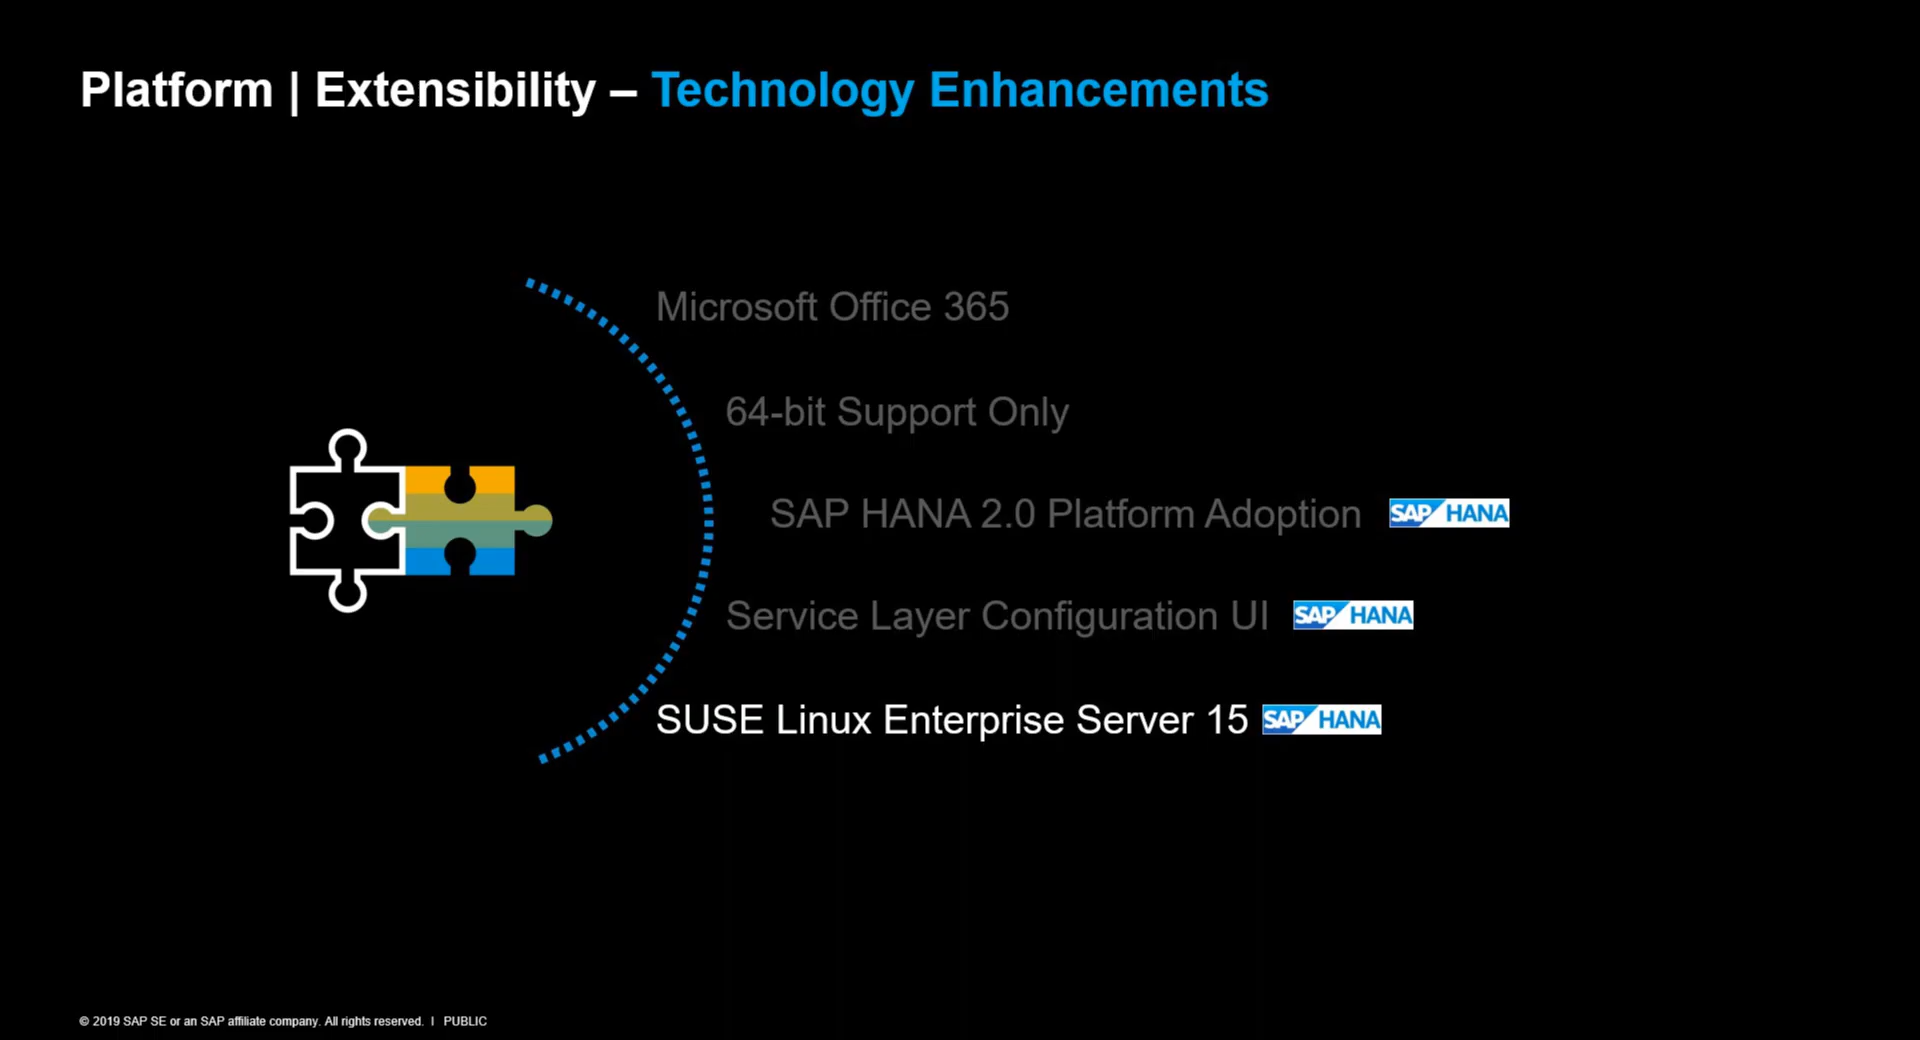 Platform | Extensibility – Technology Enhancements
Microsoft Office 365
64-bit Support Only
SAP HANA 2.0 Platform Adoption SAP HANA
Service Layer Configuration UI SAP HANA
SUSE Linux Enterprise Server 15 SAP HANA
© 2019 SAP SE or an SAP affiliate company. All rights reserved. | PUBLIC